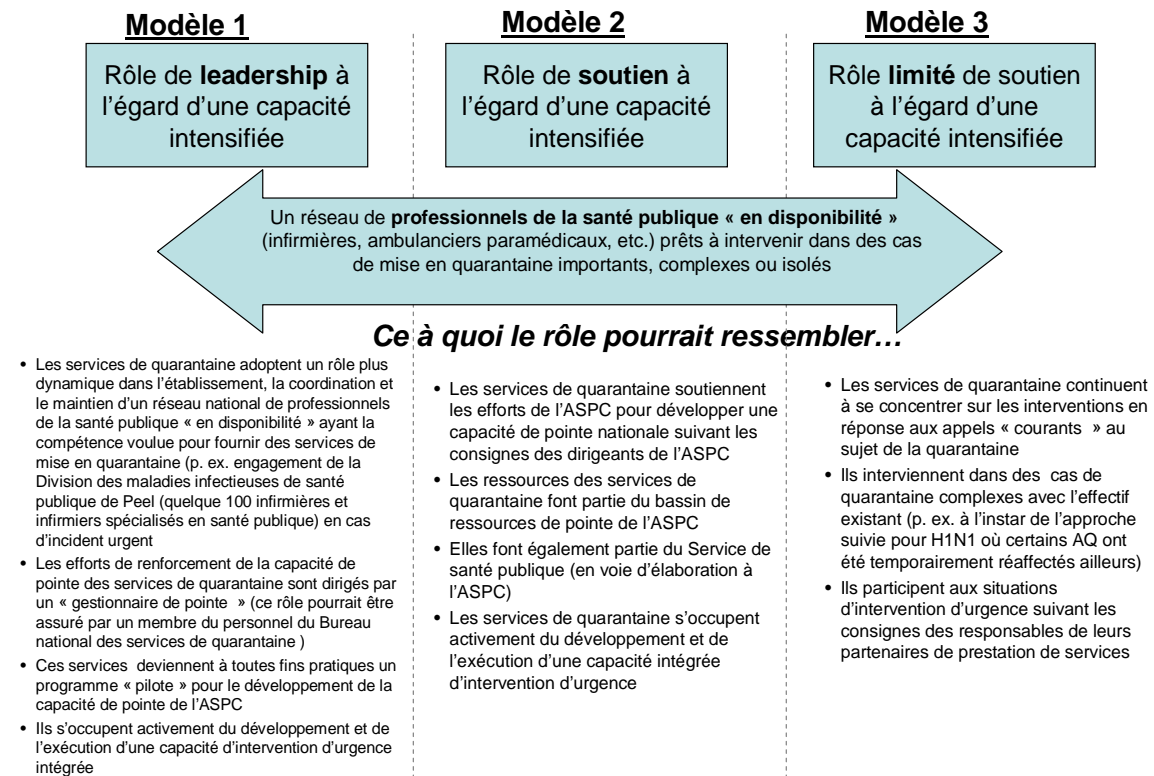 Modèle 1
Rôle de leadership à
l'égard d'une capacité
intensifiée
Modèle 2
Rôle de soutien à
l'égard d'une capacité
intensifiée
Modèle 3
Rôle limité de soutien
à l'égard d'une
capacité intensifiée
Un réseau de professionnels de la santé publique « en disponibilité »
(infirmières, ambulanciers paramédicaux, etc.) prêts à intervenir dans des cas
de mise en quarantaine importants, complexes ou isolés
Ce à quoi le rôle pourrait ressembler…
• Les services de quarantaine adoptent un rôle plus
dynamique dans l'établissement, la coordination et
le maintien d'un réseau national de professionnels
de la santé publique « en disponibilité » ayant la
compétence voulue pour fournir des services de
mise en quarantaine (p. ex. engagement de la
Division des maladies infectieuses de santé
publique de Peel (quelque 100 infirmières et
infirmiers spécialisés en santé publique) en cas
d'incident urgent
• Les efforts de renforcement de la capacité de
pointe des services de quarantaine sont dirigés par
un « gestionnaire de pointe » (ce rôle pourrait être
assuré par un membre du personnel du Bureau
national des services de quarantaine )
• Ces services deviennent à toutes fins pratiques un
programme « pilote » pour le développement de la
capacité de pointe de l'ASPC
• Ils s'occupent activement du développement et de
l'exécution d'une capacité d'intervention d'urgence
intégrée
• Les services de quarantaine soutiennent
les efforts de l'ASPC pour développer une
capacité de pointe nationale suivant les
consignes des dirigeants de l'ASPC
• Les ressources des services de
quarantaine font partie du bassin de
ressources de pointe de l'ASPC
• Elles font également partie du Service de
santé publique (en voie d'élaboration à
l'ASPC)
• Les services de quarantaine s'occupent
activement du développement et de
l'exécution d'une capacité intégrée
d'intervention d'urgence
• Les services de quarantaine continuent
à se concentrer sur les interventions en
réponse aux appels « courants » au
sujet de la quarantaine
• Ils interviennent dans des cas de
quarantaine complexes avec l'effectif
existant (p. ex. à l'instar de l'approche
suivie pour H1N1 où certains AQ ont
été temporairement réaffectés ailleurs)
• Ils participent aux situations
d'intervention d'urgence suivant les
consignes des responsables de leurs
partenaires de prestation de services